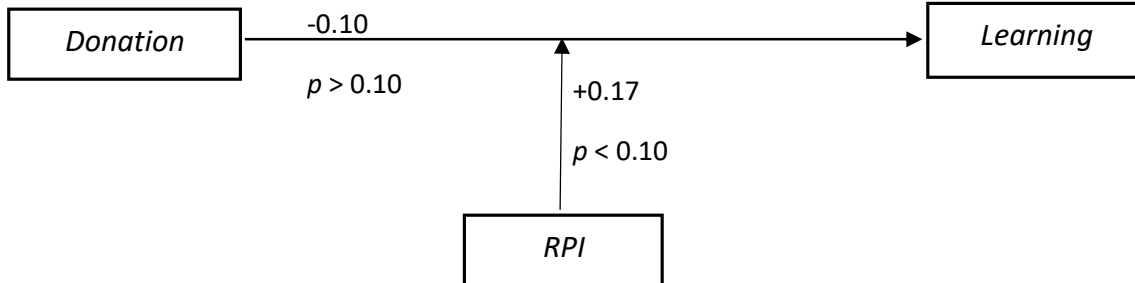 Donation
-0.10
Learning
p > 0.10
+0.17
p < 0.10
RPI